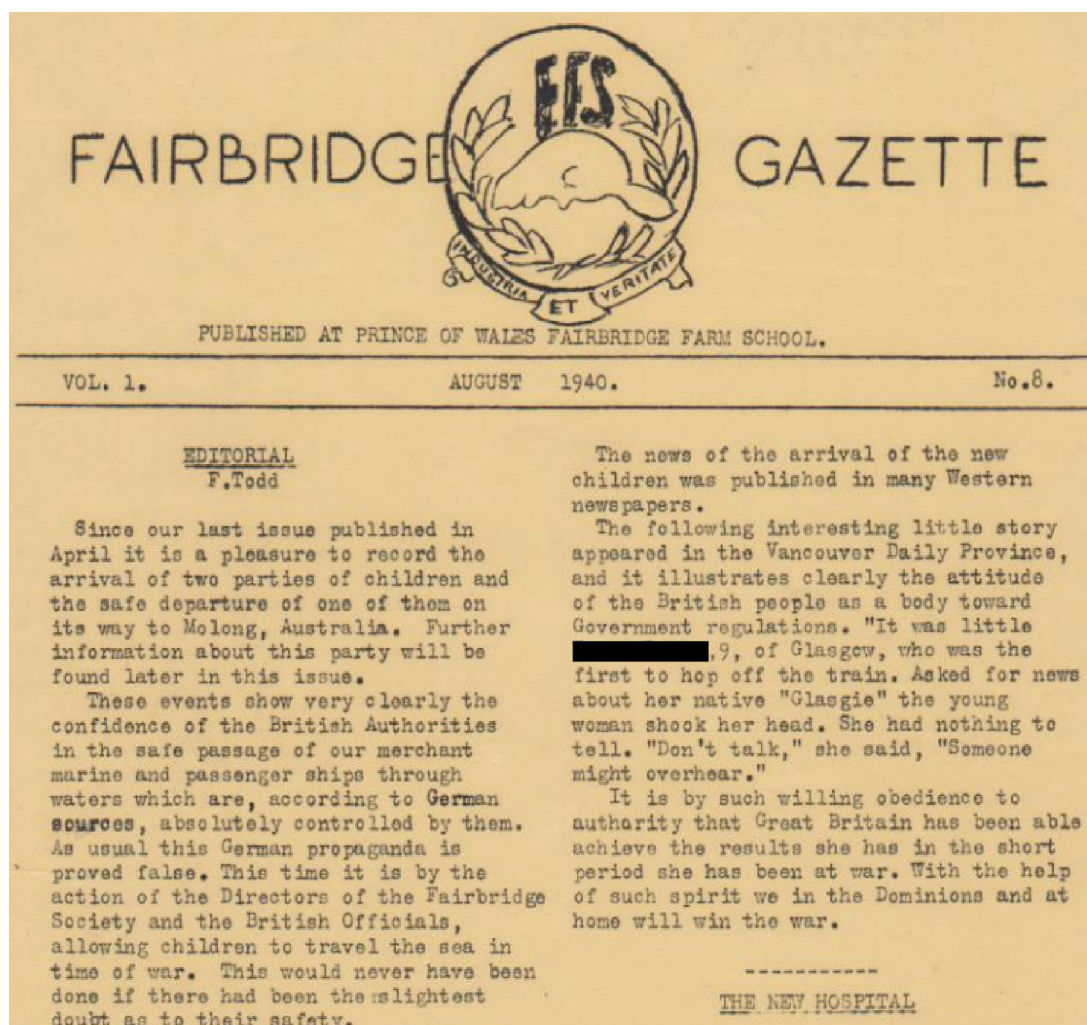 FAIRBRIDGE FFS GAZETTE
INDUSTRIA ET VERITATE
PUBLISHED AT PRINCE OF WALES FAIRBRIDGE FARM SCHOOL.
VOL. 1. AUGUST 1940. No.8.
EDITORIAL
F.Todd
Since our last issue published in
April it is a pleasure to record the
arrival of two parties of children and
the safe departure of one of them on
its way to Molong, Australia. Further
information about this party will be
found later in this issue.
These events show very clearly the
confidence of the British Authorities
in the safe passage of our merchant
marine and passenger ships through
waters which are, according to German
sources, absolutely controlled by them.
As usual this German propaganda is
proved false. This time it is by the
action of the Directors of the Fairbridge
Society and the British Officials,
allowing children to travel the sea in
time of war. This would never have been
done if there had been the slightest
doubt as to their safety.
The news of the arrival of the new
children was published in many Western
newspapers.
The following interesting little story
appeared in the Vancouver Daily Province,
and it illustrates clearly the attitude
of the British people as a body toward
Government regulations. "It was little
,9, of Glasgow, who was the
first to hop off the train. Asked for news
about her native "Glasgie" the young
woman shook her head. She had nothing to
tell. "Don't talk," she said, "Someone
might overhear."
It is by such willing obedience to
authority that Great Britain has been able
achieve the results she has in the short
period she has been at war. With the help
of such spirit we in the Dominions and at
home will win the war.
-----------
THE NEW HOSPITAL